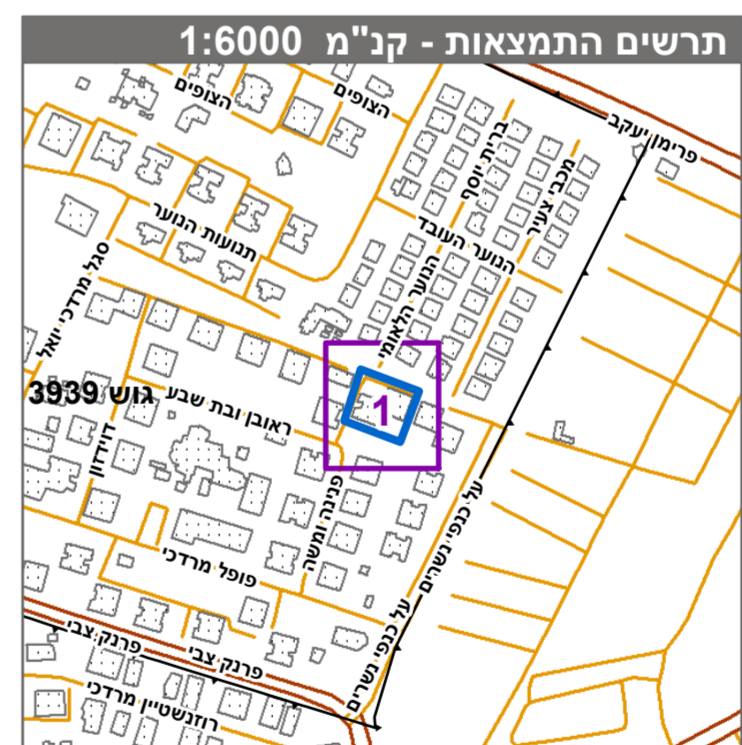 תרשים התמצאות - קנ"מ 1:6000
הצופים
הצופים
פרימן יעקב
ברית יוסף
מכבי צעיר
תנועות הנוער
הנוער העובד
סגל מרדכי יואל
הנוער הלאומי
גוש 3939
ראובן ובת שבע
1
דוידזון
פנינה ומשה
על כנפי נשרים
פופל מרדכי
על כנפי נשרים
פרנק צבי
פרנק צבי
רוזנשטיין מרדכי